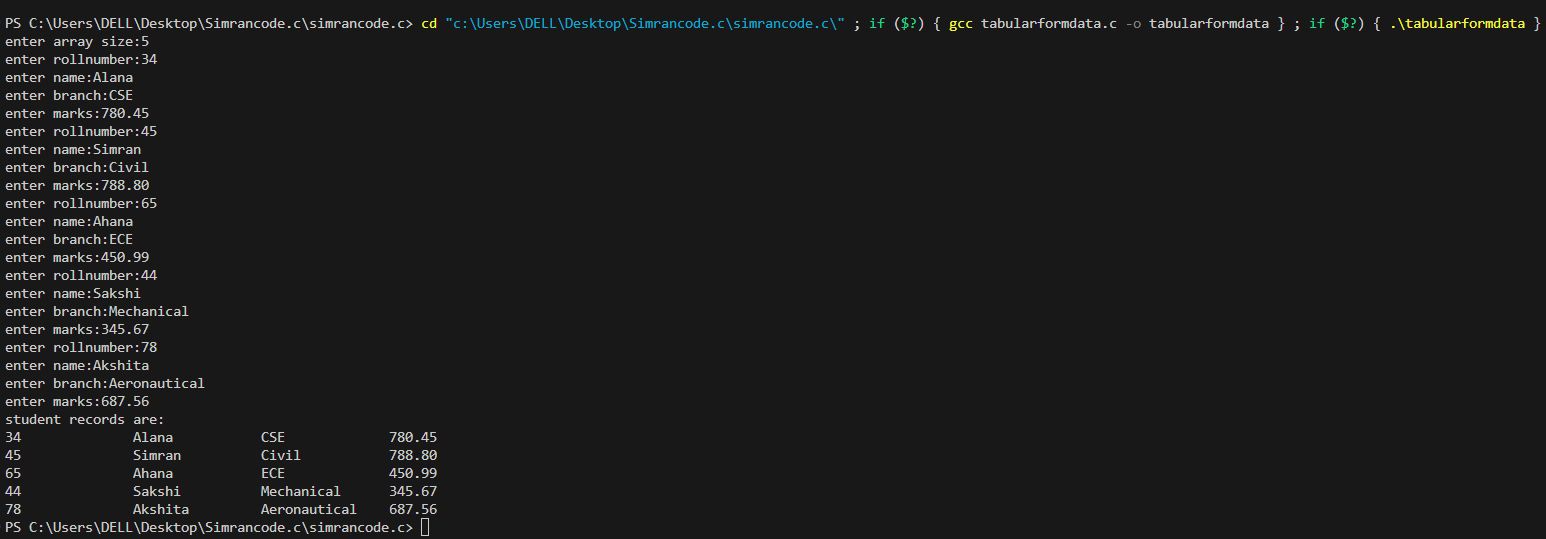 PS C:\Users\DELL\Desktop\Simrancode.c\simrancode.c> cd "c:\Users\DELL\Desktop\Simrancode.c\simrancode.c\" ; if ($?) { gcc tabularformdata.c -o tabularformdata } ; if ($?) { .\tabularformdata }
enter array size:5
enter rollnumber:34
enter name:Alana
enter branch:CSE
enter marks:780.45
enter rollnumber:45
enter name:Simran
enter branch:Civil
enter marks:788.80
enter rollnumber:65
enter name:Ahana
enter branch:ECE
enter marks:450.99
enter rollnumber:44
enter name:Sakshi
enter branch:Mechanical
enter marks:345.67
enter rollnumber:78
enter name:Akshita
enter branch:Aeronautical
enter marks:687.56
student records are:
34              Alana           CSE             780.45
45              Simran          Civil           788.80
65              Ahana           ECE             450.99
44              Sakshi          Mechanical      345.67
78              Akshita         Aeronautical    687.56
PS C:\Users\DELL\Desktop\Simrancode.c\simrancode.c>